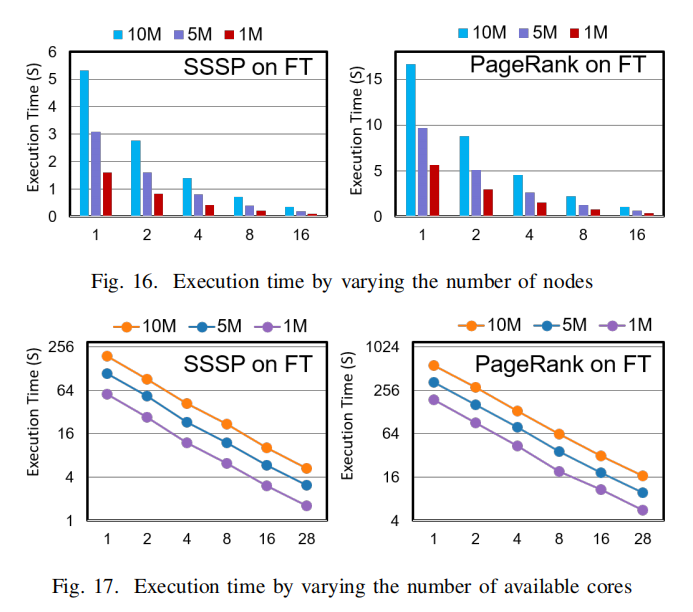 10M 5M 1M
SSSP on FT
Execution Time (S)
6
5
4
3
2
1
0
1 2 4 8 16
10M 5M 1M
PageRank on FT
Execution Time (S)
15
10
5
0
1 2 4 8 16
Fig. 16. Execution time by varying the number of nodes
10M 5M 1M
SSSP on FT
Execution Time (S)
256
64
16
4
1
1 2 4 8 16 28
10M 5M 1M
PageRank on FT
Execution Time (S)
1024
256
64
16
4
1 2 4 8 16 28
Fig. 17. Execution time by varying the number of available cores